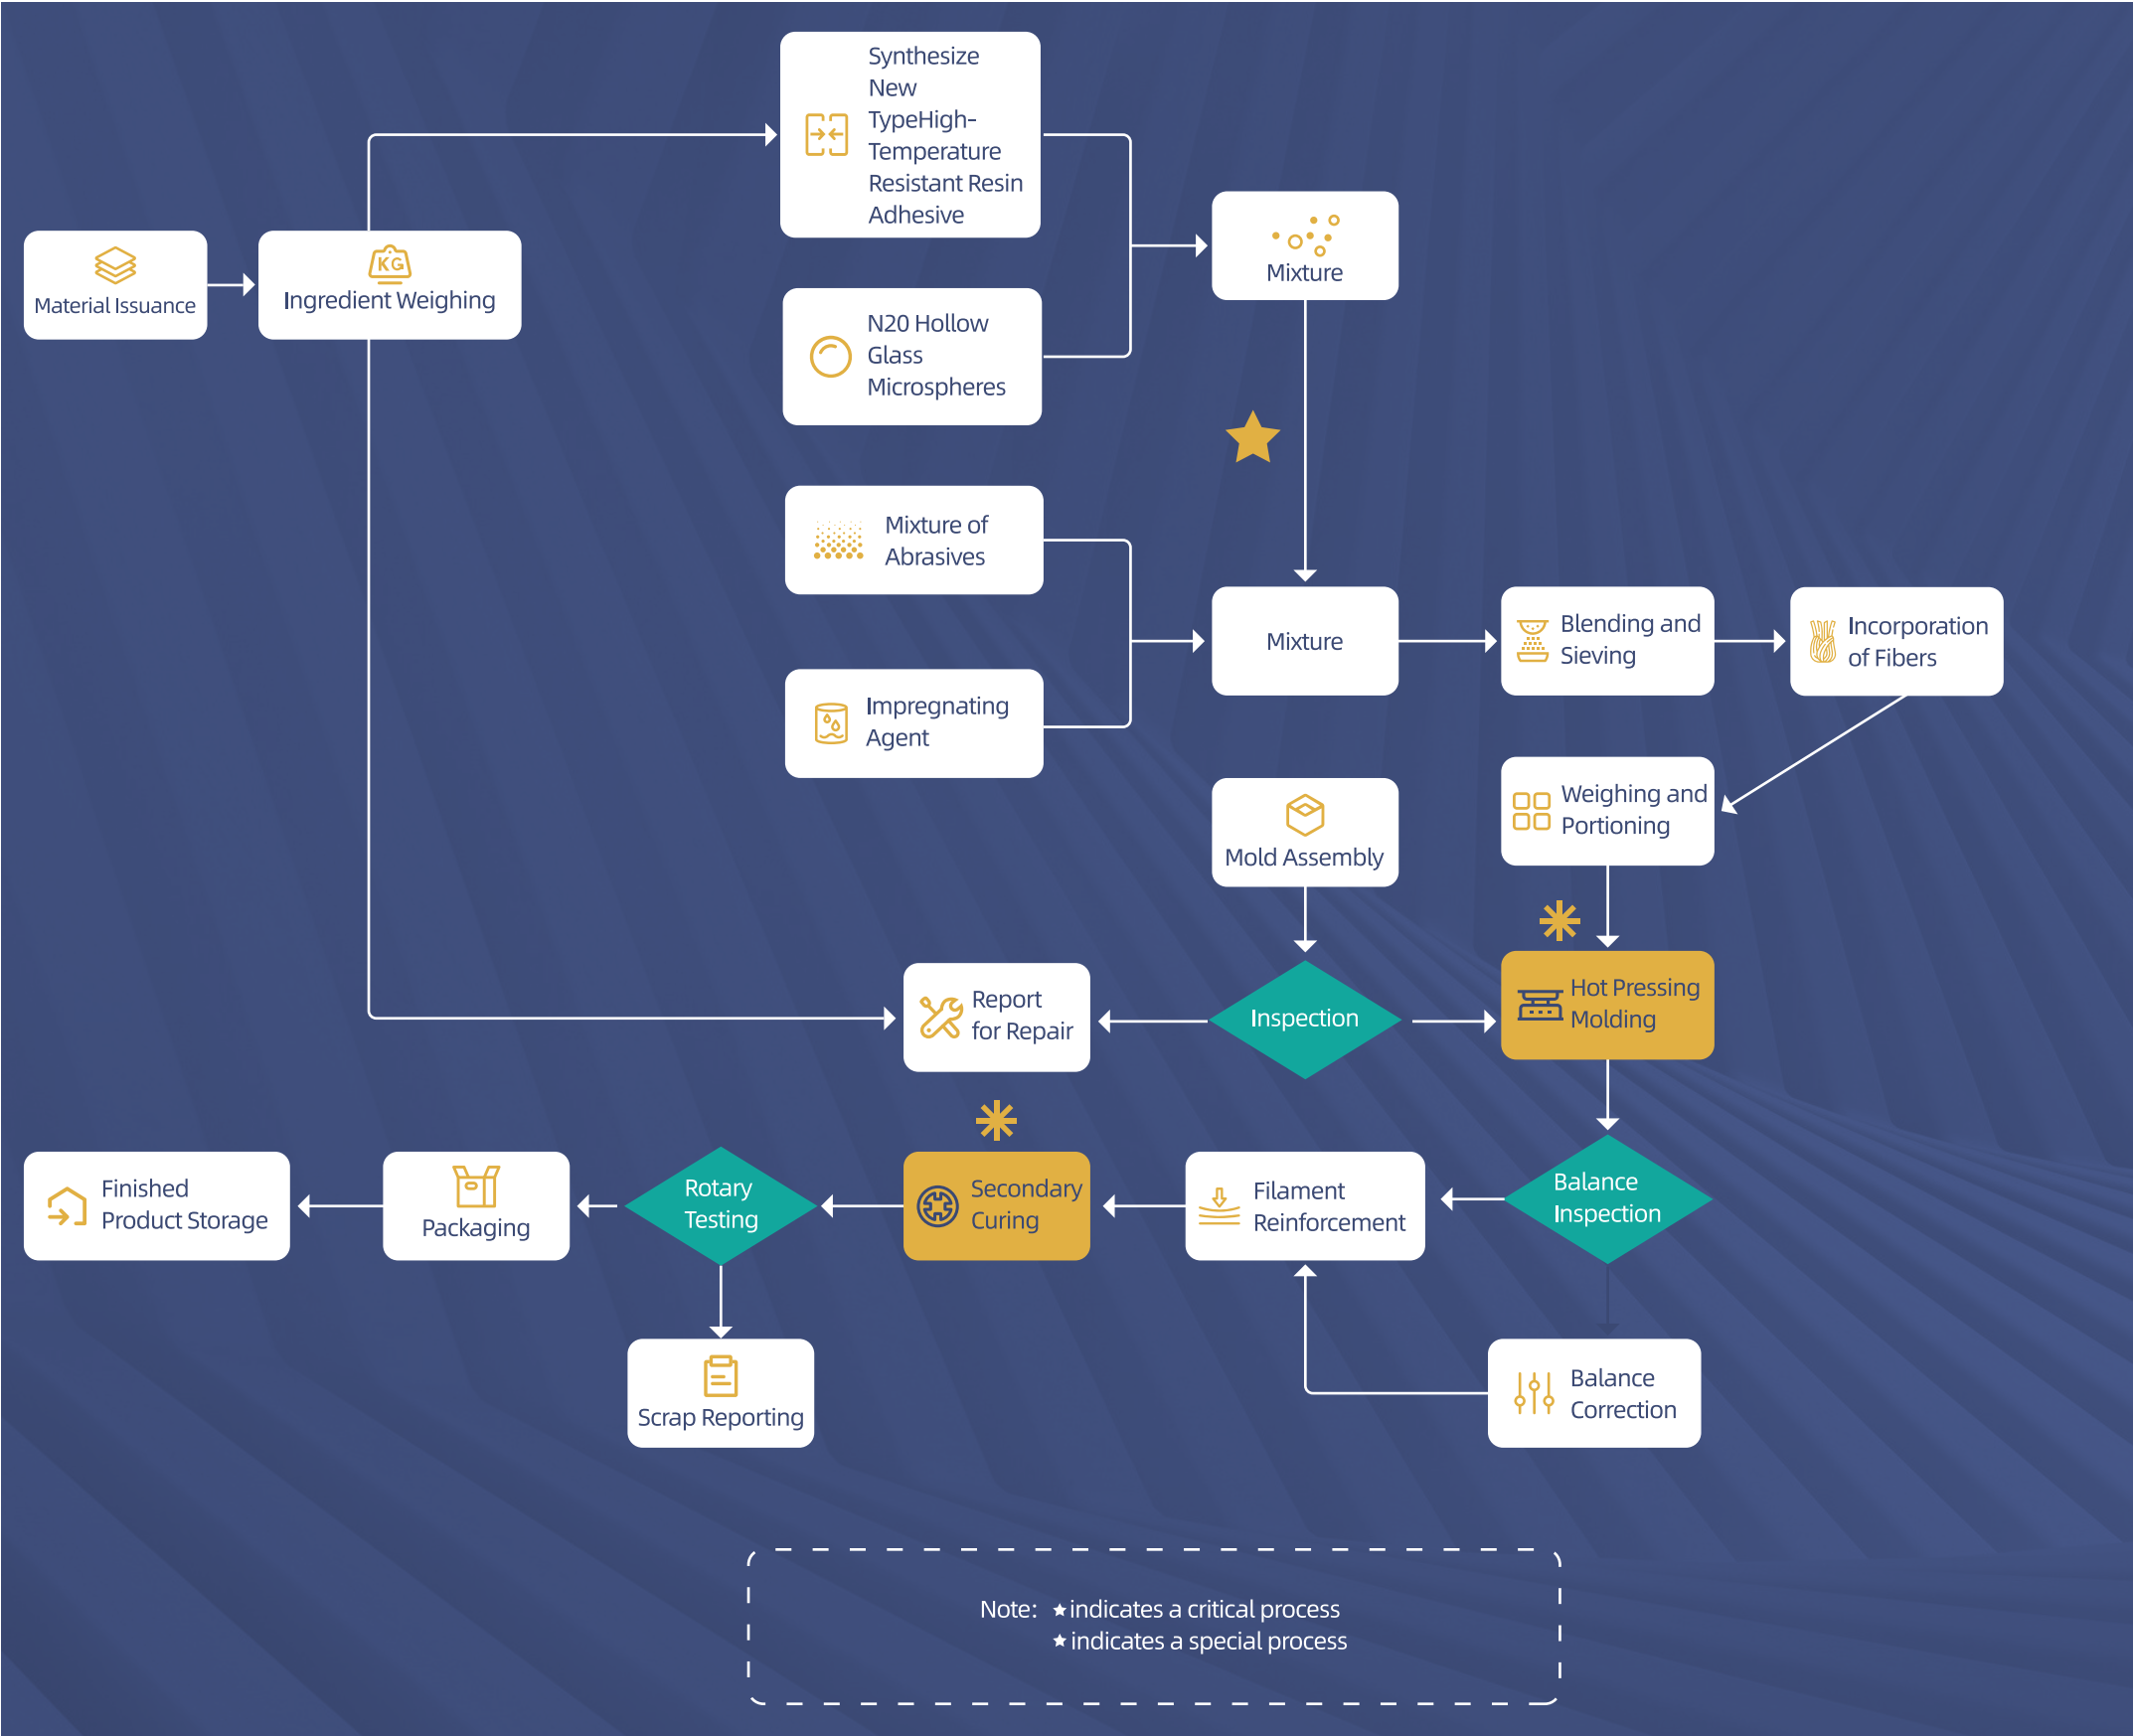 Synthesize
New
TypeHigh-
Temperature
Resistant Resin
Adhesive
Material Issuance
KG
Ingredient Weighing
Mixture
N20 Hollow
Glass
Microspheres
Mixture of
Abrasives
Impregnating
Agent
Mixture
Blending and
Sieving
Incorporation
of Fibers
Weighing and
Portioning
Mold Assembly
Report
for Repair
Inspection
Hot Pressing
Molding
Finished
Product Storage
Packaging
Rotary
Testing
Secondary
Curing
Filament
Reinforcement
Balance
Inspection
Scrap Reporting
Balance
Correction
Note: ★indicates a critical process
★indicates a special process